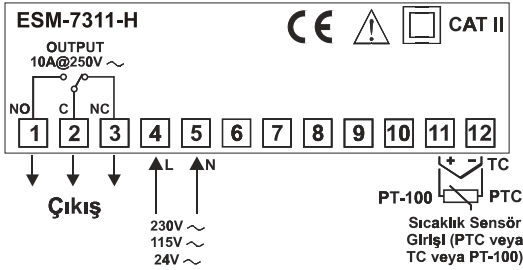 ESM-7311-H
CE
CAT II
OUTPUT
10A@250V ~
NO C NC
1 2 3 4 5 6 7 8 9 10 11 12
L N
+ -
TC
Çıkış
PT-100
PTC
230V ~
115V ~
24V ~
Sıcaklık Sensör
Girişi (PTC veya
TC veya PT-100)